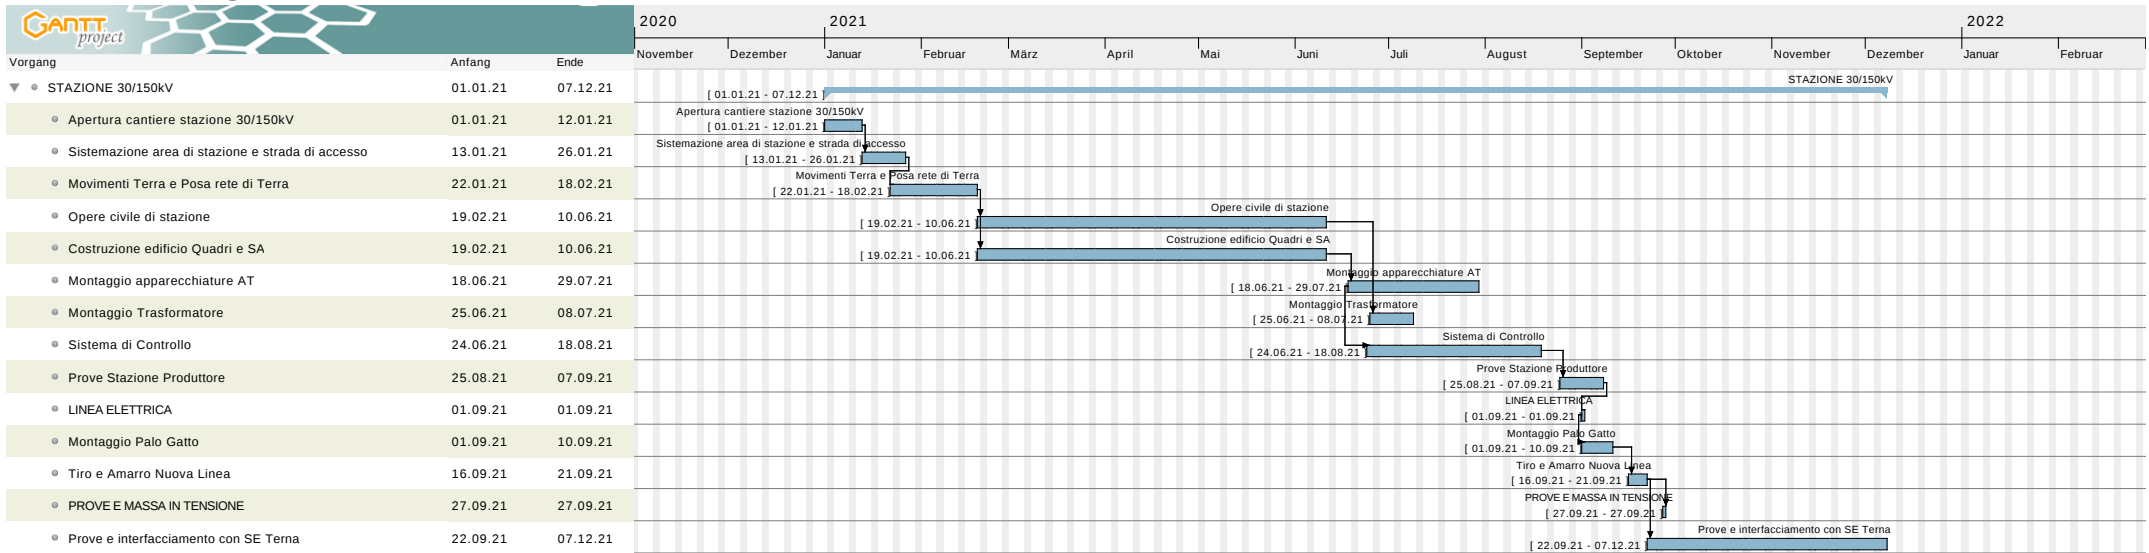 GANTT
project
2020 2021 2022
November Dezember Januar Februar März April Mai Juni Juli August September Oktober November Dezember Januar Februar
Vorgang Anfang Ende
STAZIONE 30/150kV 01.01.21 07.12.21
STAZIONE 30/150kV
[ 01.01.21 - 07.12.21 ]
Apertura cantiere stazione 30/150kV 01.01.21 12.01.21
Apertura cantiere stazione 30/150kV
[ 01.01.21 - 12.01.21 ]
Sistemazione area di stazione e strada di accesso 13.01.21 26.01.21
Sistemazione area di stazione e strada di accesso
[ 13.01.21 - 26.01.21 ]
Movimenti Terra e Posa rete di Terra 22.01.21 18.02.21
Movimenti Terra e Posa rete di Terra
[ 22.01.21 - 18.02.21 ]
Opere civile di stazione 19.02.21 10.06.21
Opere civile di stazione
[ 19.02.21 - 10.06.21 ]
Costruzione edificio Quadri e SA 19.02.21 10.06.21
Costruzione edificio Quadri e SA
[ 19.02.21 - 10.06.21 ]
Montaggio apparecchiature AT 18.06.21 29.07.21
Montaggio apparecchiature AT
[ 18.06.21 - 29.07.21 ]
Montaggio Trasformatore 25.06.21 08.07.21
Montaggio Trasformatore
[ 25.06.21 - 08.07.21 ]
Sistema di Controllo 24.06.21 18.08.21
Sistema di Controllo
[ 24.06.21 - 18.08.21 ]
Prove Stazione Produttore 25.08.21 07.09.21
Prove Stazione Produttore
[ 25.08.21 - 07.09.21 ]
LINEA ELETTRICA 01.09.21 01.09.21
LINEA ELETTRICA
[ 01.09.21 - 01.09.21 ]
Montaggio Palo Gatto 01.09.21 10.09.21
Montaggio Palo Gatto
[ 01.09.21 - 10.09.21 ]
Tiro e Amarro Nuova Linea 16.09.21 21.09.21
Tiro e Amarro Nuova Linea
[ 16.09.21 - 21.09.21 ]
PROVE E MASSA IN TENSIONE 27.09.21 27.09.21
PROVE E MASSA IN TENSIONE
[ 27.09.21 - 27.09.21 ]
Prove e interfacciamento con SE Terna 22.09.21 07.12.21
Prove e interfacciamento con SE Terna
[ 22.09.21 - 07.12.21 ]